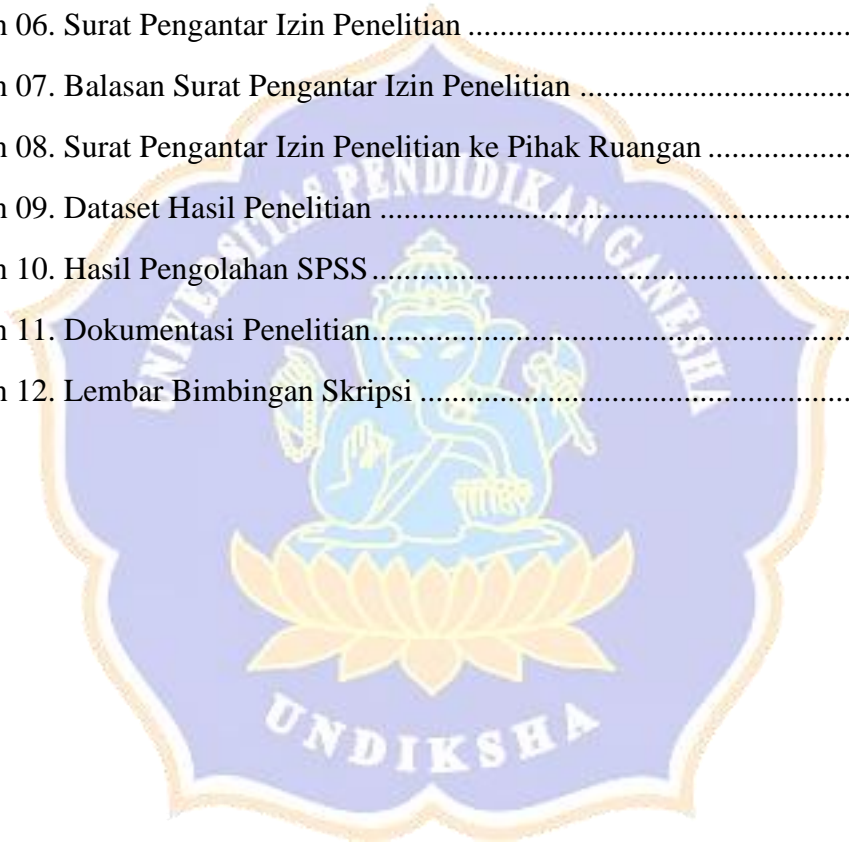 n 06. Surat Pengantar Izin Penelitian ................................................
n 07. Balasan Surat Pengantar Izin Penelitian ..................................
n 08. Surat Pengantar Izin Penelitian ke Pihak Ruangan ..................
n 09. Dataset Hasil Penelitian ...........................................................
n 10. Hasil Pengolahan SPSS............................................................
n 11. Dokumentasi Penelitian............................................................
n 12. Lembar Bimbingan Skripsi ......................................................
UNIVERSITAS PENDIDIKAN GANESHA
UNDIKSHA